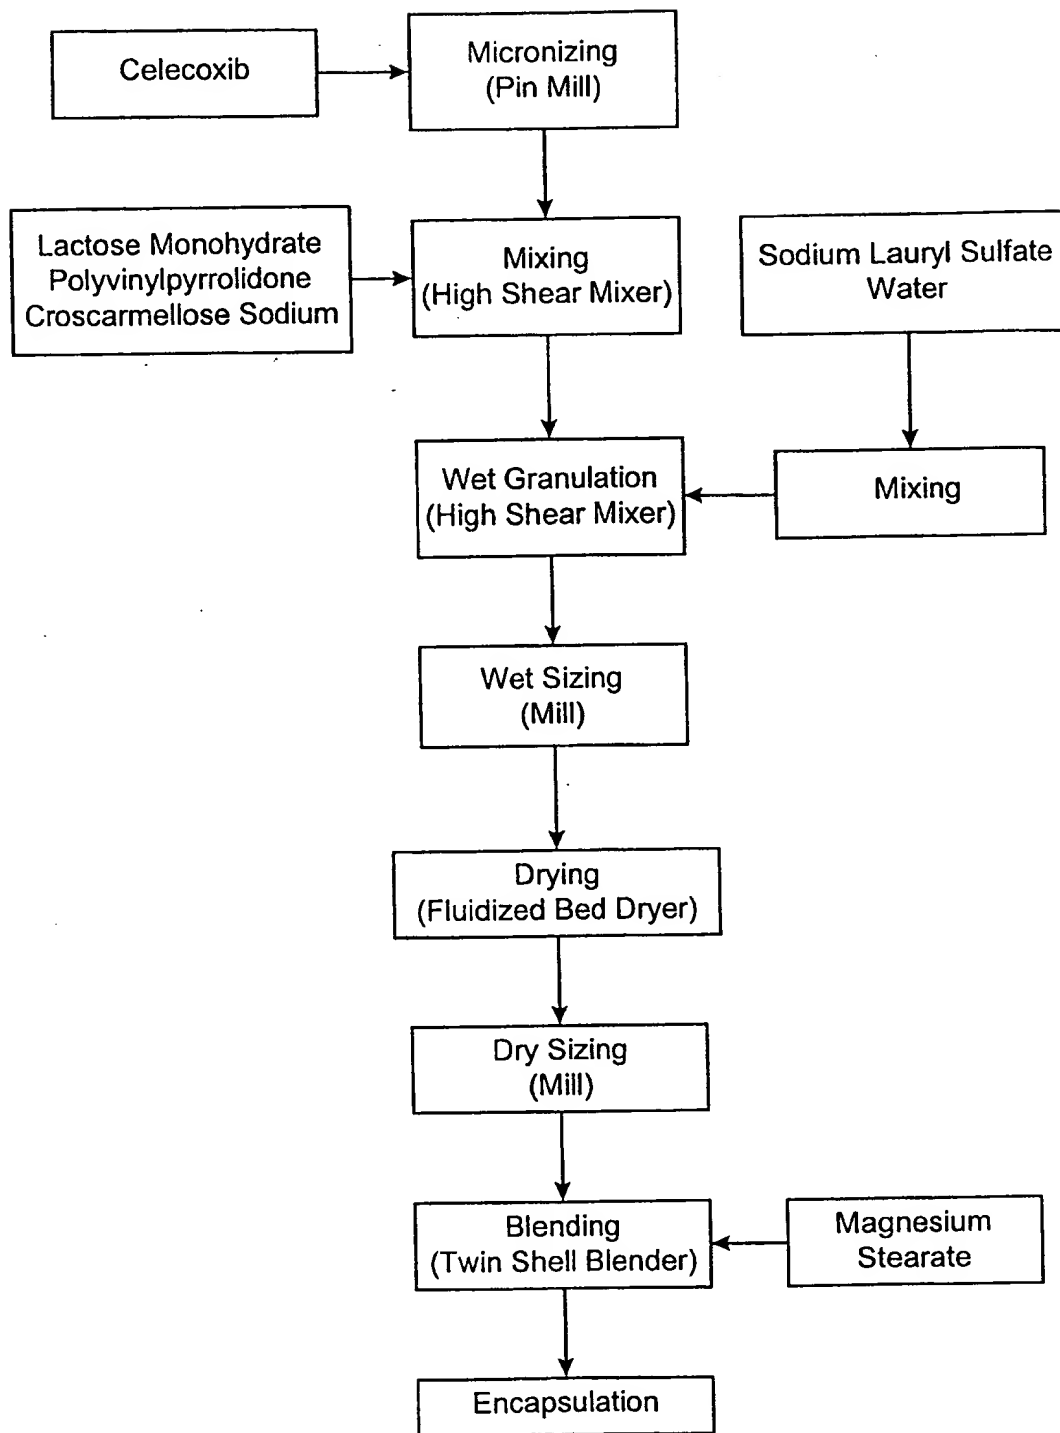 Celecoxib
Micronizing
(Pin Mill)
Lactose Monohydrate
Polyvinylpyrrolidone
Croscarmellose Sodium
Mixing
(High Shear Mixer)
Sodium Lauryl Sulfate
Water
Wet Granulation
(High Shear Mixer)
Mixing
Wet Sizing
(Mill)
Drying
(Fluidized Bed Dryer)
Dry Sizing
(Mill)
Blending
(Twin Shell Blender)
Magnesium
Stearate
Encapsulation